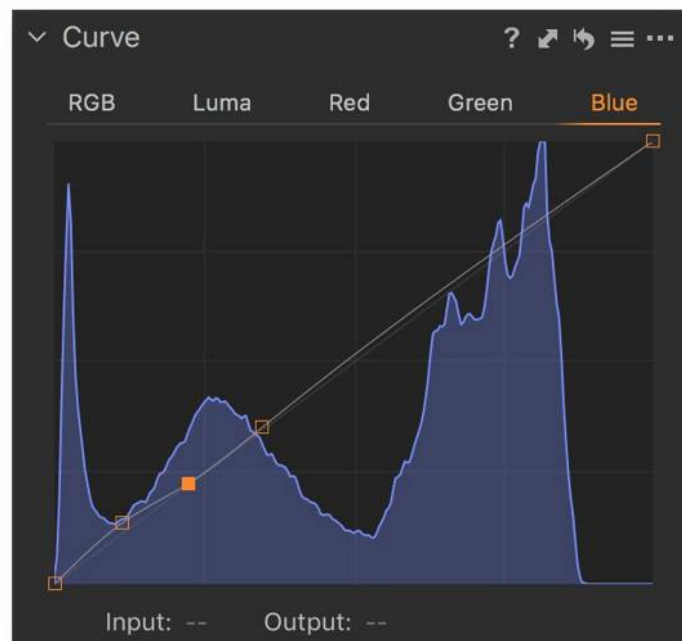 Curve ?
RGB Luma Red Green Blue
Input: -- Output: --